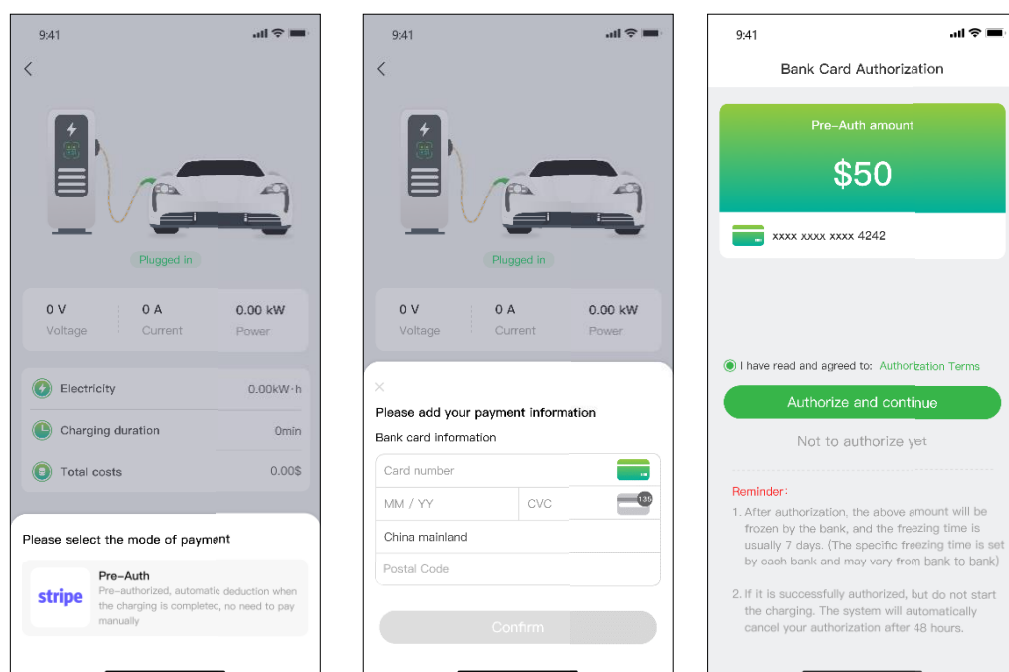 9:41
Plugged in
0 V
0 A
0.00 kW
Voltage
Current
Power
Electricity
0.00kW·h
Charging duration
0min
Total costs
0.00$
Please select the mode of payment
stripe
Pre-Auth
Pre-authorized, automatic deduction when
the charging is completed, no need to pay
manually
9:41
Plugged in
0 V
0 A
0.00 kW
Voltage
Current
Power
Please add your payment information
Bank card information
Card number
MM / YY
CVC
135
China mainland
Postal Code
Confirm
9:41
Bank Card Authorization
Pre-Auth amount
$50
xxxx xxxx xxxx 4242
I have read and agreed to: Authorization Terms
Authorize and continue
Not to authorize yet
Reminder:
1. After authorization, the above amount will be
frozen by the bank, and the freezing time is
usually 7 days. (The specific freezing time is set
by each bank and may vary from bank to bank)
2. If it is successfully authorized, but do not start
the charging. The system will automatically
cancel your authorization after 48 hours.